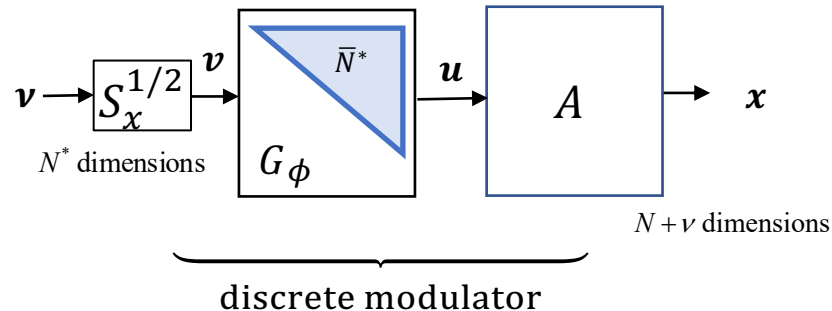 𝝂 S_x^{1/2} 𝒗 N̅* G_ϕ 𝒖 A 𝒙
N* dimensions
N + ν dimensions
discrete modulator